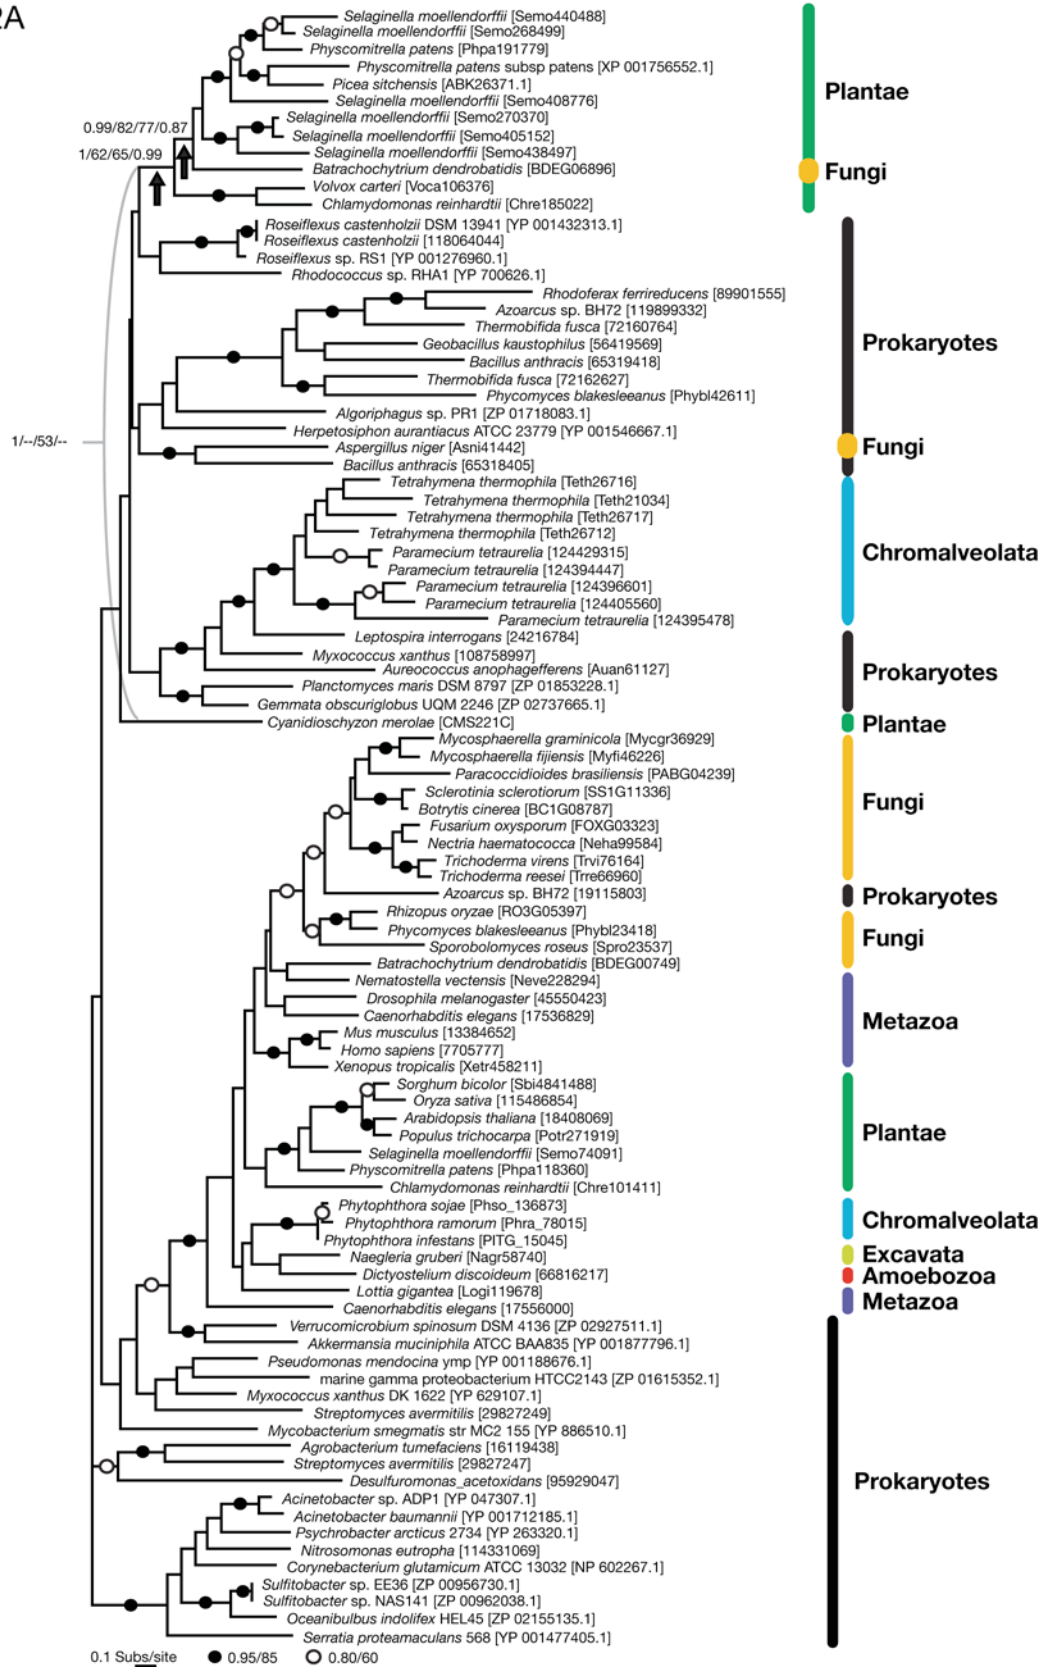 2A
Selaginella moellendorffii [Semo440488]
Selaginella moellendorffii [Semo268499]
Physcomitrella patens [Phpa191779]
Physcomitrella patens subsp patens [XP 001756552.1]
Picea sitchensis [ABK26371.1]
Plantae
Selaginella moellendorffii [Semo408776]
Selaginella moellendorffii [Semo270370]
0.99/82/77/0.87
Selaginella moellendorffii [Semo405152]
1/62/65/0.99
Selaginella moellendorffii [Semo438497]
Batrachochytrium dendrobatidis [BDEG06896]
Fungi
Volvox carteri [Voca106376]
Chlamydomonas reinhardtii [Chre185022]
Roseiflexus castenholzii DSM 13941 [YP 001432313.1]
Roseiflexus castenholzii [118064044]
Roseiflexus sp. RS1 [YP 001276960.1]
Rhodococcus sp. RHA1 [YP 700626.1]
Rhodoferax ferrireducens [89901555]
Azoarcus sp. BH72 [119899332]
Thermobifida fusca [72160764]
Geobacillus kaustophilus [56419569]
Prokaryotes
Bacillus anthracis [65319418]
Thermobifida fusca [72162627]
Phycomyces blakesleeanus [Phybl42611]
Algoriphagus sp. PR1 [ZP 01718083.1]
Herpetosiphon aurantiacus ATCC 23779 [YP 001546667.1]
1/--/53/--
Aspergillus niger [Asni41442]
Fungi
Bacillus anthracis [65318405]
Tetrahymena thermophila [Teth26716]
Tetrahymena thermophila [Teth21034]
Tetrahymena thermophila [Teth26717]
Tetrahymena thermophila [Teth26712]
Paramecium tetraurelia [124429315]
Chromalveolata
Paramecium tetraurelia [124394447]
Paramecium tetraurelia [124396601]
Paramecium tetraurelia [124405560]
Paramecium tetraurelia [124395478]
Leptospira interrogans [24216784]
Myxococcus xanthus [108758997]
Aureococcus anophagefferens [Auan61127]
Prokaryotes
Planctomyces maris DSM 8797 [ZP 01853228.1]
Gemmata obscuriglobus UQM 2246 [ZP 02737665.1]
Cyanidioschyzon merolae [CMS221C]
Plantae
Mycosphaerella graminicola [Mycgr36929]
Mycosphaerella fijiensis [Myfi46226]
Paracoccidioides brasiliensis [PABG04239]
Sclerotinia sclerotiorum [SS1G11336]
Fungi
Botrytis cinerea [BC1G08787]
Fusarium oxysporum [FOXG03323]
Nectria haematococca [Neha99584]
Trichoderma virens [Trvi76164]
Trichoderma reesei [Trre66960]
Azoarcus sp. BH72 [19115803]
Prokaryotes
Rhizopus oryzae [RO3G05397]
Phycomyces blakesleeanus [Phybl23418]
Fungi
Sporobolomyces roseus [Spro23537]
Batrachochytrium dendrobatidis [BDEG00749]
Nematostella vectensis [Neve228294]
Drosophila melanogaster [45550423]
Caenorhabditis elegans [17536829]
Metazoa
Mus musculus [13384652]
Homo sapiens [7705777]
Xenopus tropicalis [Xetr458211]
Sorghum bicolor [Sbi4841488]
Oryza sativa [115486854]
Arabidopsis thaliana [18408069]
Populus trichocarpa [Potr271919]
Plantae
Selaginella moellendorffii [Semo74091]
Physcomitrella patens [Phpa118360]
Chlamydomonas reinhardtii [Chre101411]
Phytophthora sojae [Phso_136873]
Phytophthora ramorum [Phra_78015]
Chromalveolata
Phytophthora infestans [PITG_15045]
Naegleria gruberi [Nagr58740]
Excavata
Dictyostelium discoideum [66816217]
Amoebozoa
Lottia gigantea [Logi119678]
Metazoa
Caenorhabditis elegans [17556000]
Verrucomicrobium spinosum DSM 4136 [ZP 02927511.1]
Akkermansia muciniphila ATCC BAA835 [YP 001877796.1]
Pseudomonas mendocina ymp [YP 001188676.1]
marine gamma proteobacterium HTCC2143 [ZP 01615352.1]
Myxococcus xanthus DK 1622 [YP 629107.1]
Streptomyces avermitilis [29827249]
Mycobacterium smegmatis str MC2 155 [YP 886510.1]
Agrobacterium tumefaciens [16119438]
Streptomyces avermitilis [29827247]
Desulfuromonas_acetoxidans [95929047]
Prokaryotes
Acinetobacter sp. ADP1 [YP 047307.1]
Acinetobacter baumannii [YP 001712185.1]
Psychrobacter arcticus 2734 [YP 263320.1]
Nitrosomonas eutropha [114331069]
Corynebacterium glutamicum ATCC 13032 [NP 602267.1]
Sulfitobacter sp. EE36 [ZP 00956730.1]
Sulfitobacter sp. NAS141 [ZP 00962038.1]
Oceanibulbus indolifex HEL45 [ZP 02155135.1]
Serratia proteamaculans 568 [YP 001477405.1]
0.1 Subs/site 0.95/85 0.80/60